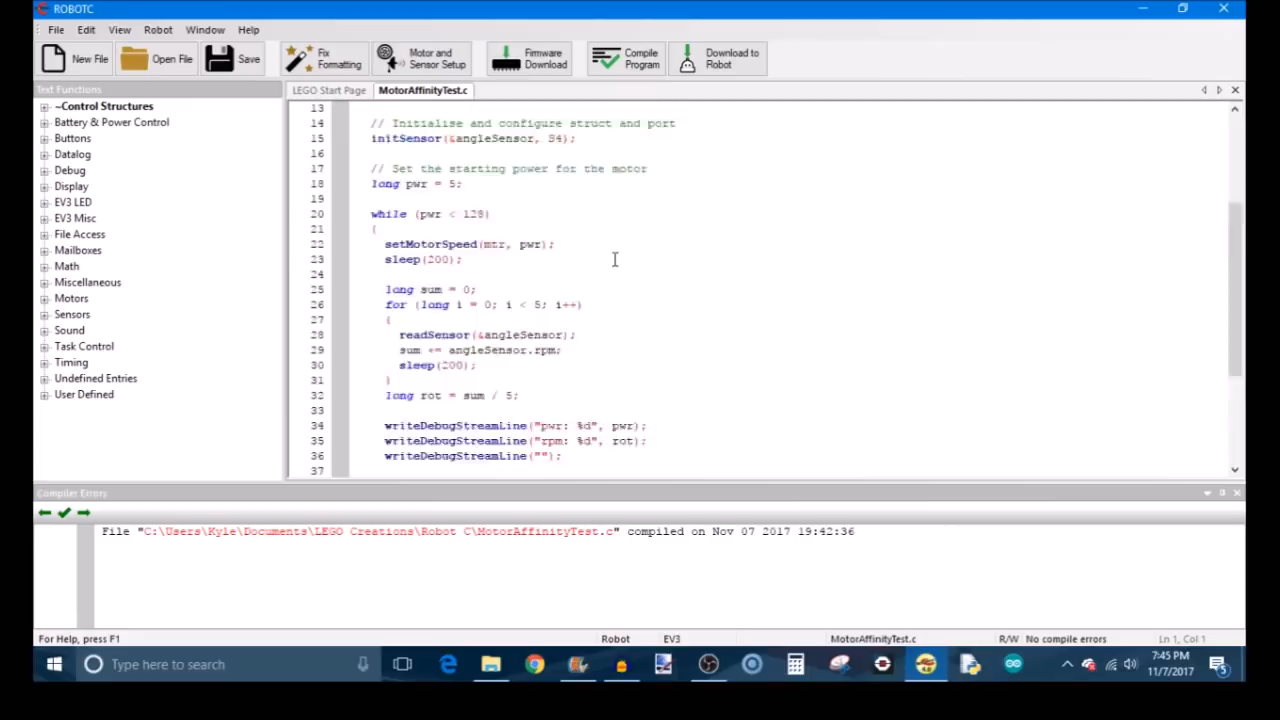 ROBOTC
File Edit View Robot Window Help
New File
Open File
Save
Fix
Formatting
Motor and
Sensor Setup
Firmware
Download
Compile
Program
Download to
Robot
Text Functions
LEGO Start Page MotorAffinityTest.c
~Control Structures
Battery & Power Control
Buttons
Datalog
Debug
Display
EV3 LED
EV3 Misc
File Access
Mailboxes
Math
Miscellaneous
Motors
Sensors
Sound
Task Control
Timing
Undefined Entries
User Defined
13
14 // Initialise and configure struct and port
15 initSensor(&angleSensor, S4);
16
17 // Set the starting power for the motor
18 long pwr = 5;
19
20 while (pwr < 128)
21 {
22 setMotorSpeed(mtr, pwr);
23 sleep(200);
24
25 long sum = 0;
26 for (long i = 0; i < 5; i++)
27 {
28 readSensor(&angleSensor);
29 sum += angleSensor.rpm;
30 sleep(200);
31 }
32 long rot = sum / 5;
33
34 writeDebugStreamLine("pwr: %d", pwr);
35 writeDebugStreamLine("rpm: %d", rot);
36 writeDebugStreamLine("");
37
Compiler Errors
File "C:\Users\Kyle\Documents\LEGO Creations\Robot C\MotorAffinityTest.c" compiled on Nov 07 2017 19:42:36
For Help, press F1 Robot EV3 MotorAffinityTest.c R/W No compile errors Ln 1, Col 1
Type here to search
7:45 PM
11/7/2017
5